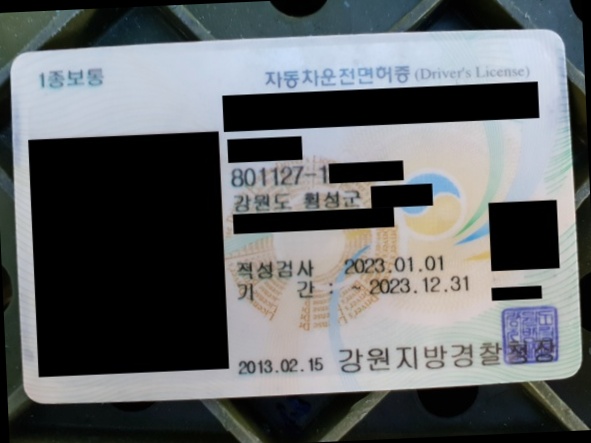 1종보통
자동차운전면허증 (Driver's License)
801127-1
강원도 횡성군
적성검사 2023.01.01
기 간 : ~ 2023.12.31
2013.02.15 강원지방경찰청장